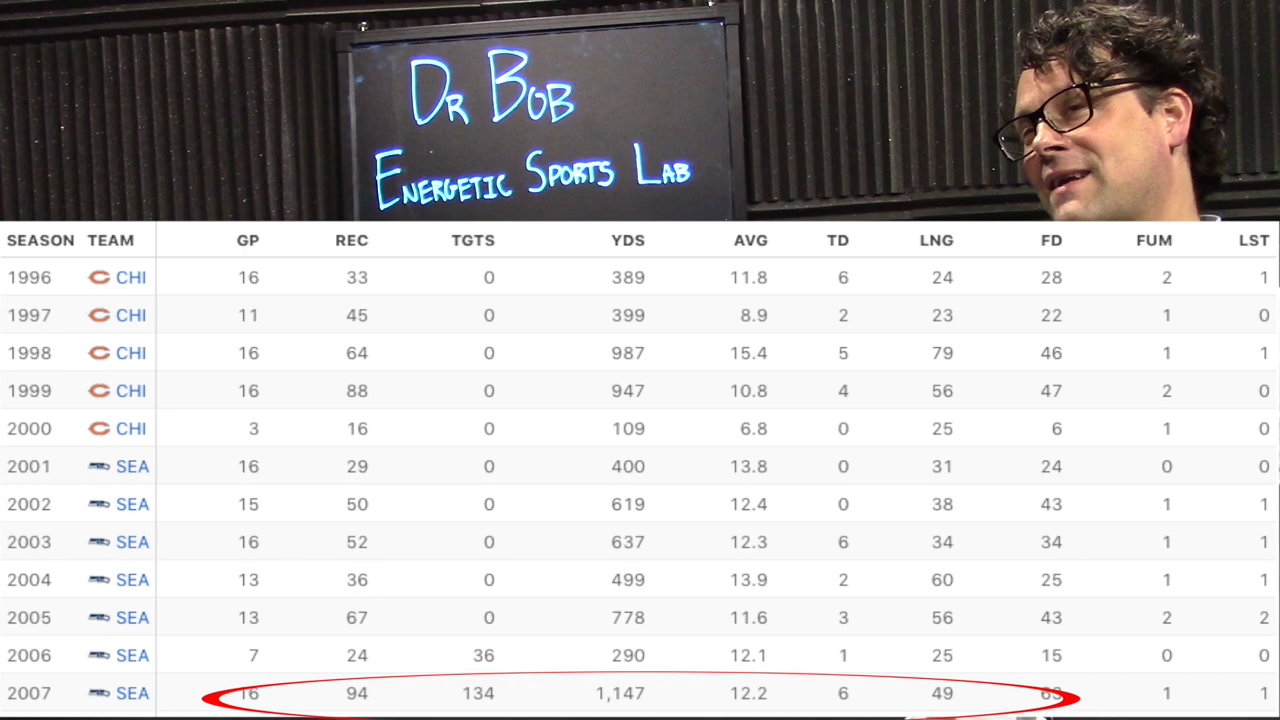 Dr Bob
Energetic Sports Lab
SEASON TEAM GP REC TGTS YDS AVG TD LNG FD FUM LST
1996 CHI 16 33 0 389 11.8 6 24 28 2 1
1997 CHI 11 45 0 399 8.9 2 23 22 1 0
1998 CHI 16 64 0 987 15.4 5 79 46 1 1
1999 CHI 16 88 0 947 10.8 4 56 47 2 0
2000 CHI 3 16 0 109 6.8 0 25 6 1 0
2001 SEA 16 29 0 400 13.8 0 31 24 0 0
2002 SEA 15 50 0 619 12.4 0 38 43 1 1
2003 SEA 16 52 0 637 12.3 6 34 34 1 1
2004 SEA 13 36 0 499 13.9 2 60 25 1 1
2005 SEA 13 67 0 778 11.6 3 56 43 2 2
2006 SEA 7 24 36 290 12.1 1 25 15 0 0
2007 SEA 16 94 134 1,147 12.2 6 49 63 1 1